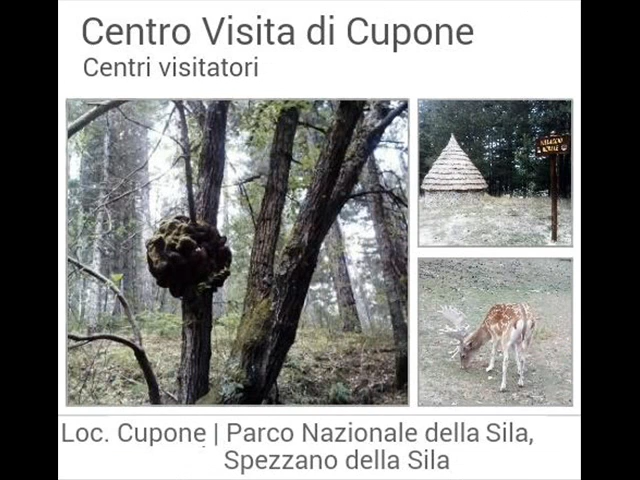 Centro Visita di Cupone
Centri visitatori
Loc. Cupone | Parco Nazionale della Sila,
Spezzano della Sila